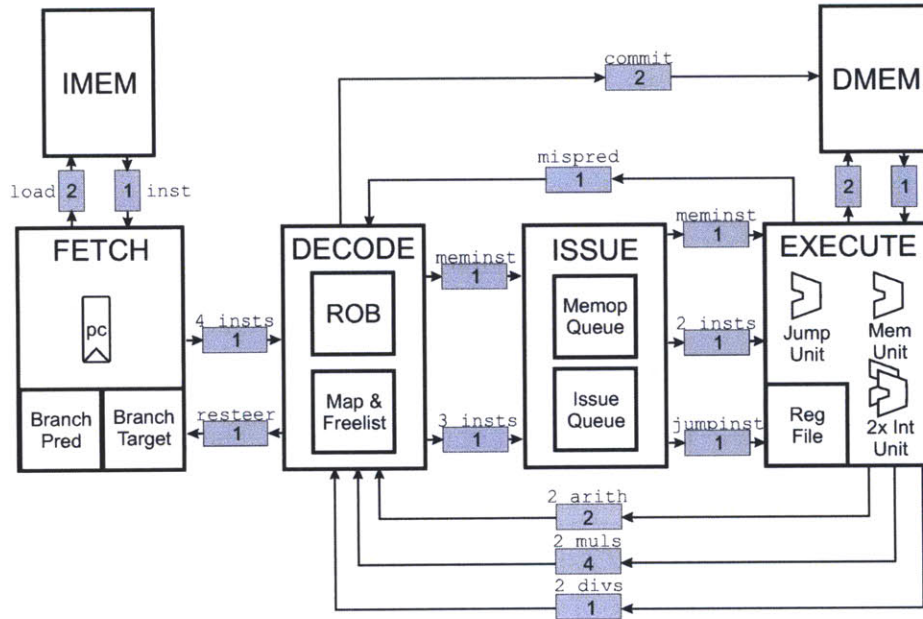 commit
2
IMEM
DMEM
mispred
1
load
2
1
inst
2
1
meminst
1
FETCH
DECODE
ISSUE
EXECUTE
meminst
1
ROB
Memop
Queue
Jump
Unit
Mem
Unit
pc
4 insts
1
2 insts
1
Branch
Pred
Branch
Target
resteer
1
Map &
Freelist
3 insts
1
Issue
Queue
jumpinst
1
Reg
File
2x Int
Unit
2 arith
2
2 muls
4
2 divs
1